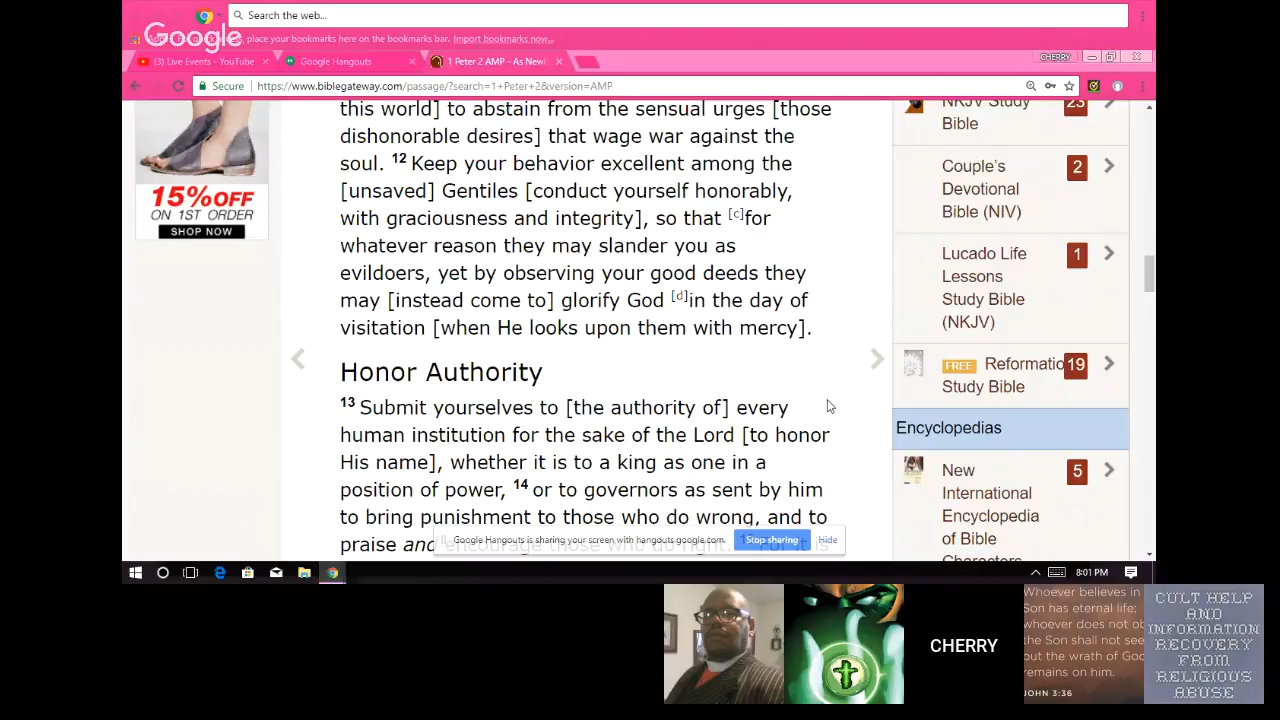 Search the web...
Google
place your bookmarks here on the bookmarks bar. Import bookmarks now...
(3) Live Events - YouTube
Google Hangouts
1 Peter 2 AMP - As Newb
CHERRY
Secure
https://www.biblegateway.com/passage/?search=1+Peter+2&version=AMP
15%OFF
ON 1ST ORDER
SHOP NOW
this world] to abstain from the sensual urges [those
dishonorable desires] that wage war against the
soul. 12 Keep your behavior excellent among the
[unsaved] Gentiles [conduct yourself honorably,
with graciousness and integrity], so that [c]for
whatever reason they may slander you as
evildoers, yet by observing your good deeds they
may [instead come to] glorify God [d]in the day of
visitation [when He looks upon them with mercy].
Honor Authority
13 Submit yourselves to [the authority of] every
human institution for the sake of the Lord [to honor
His name], whether it is to a king as one in a
position of power, 14 or to governors as sent by him
to bring punishment to those who do wrong, and to
praise and encourage those who do right.
For it is
NKJV Study
Bible
23
Couple's
Devotional
Bible (NIV)
2
Lucado Life
Lessons
Study Bible
(NKJV)
1
FREE Reformatio
Study Bible
19
Encyclopedias
New
International
Encyclopedia
of Bible
Characters
5
Google Hangouts is sharing your screen with hangouts.google.com.
Stop sharing
Hide
8:01 PM
CHERRY
Whoever believes in
Son has eternal life;
whoever does not ob
the Son shall not see
but the wrath of God
remains on him.
JOHN 3:36
CULT HELP
AND
INFORMATION
RECOVERY
FROM
RELIGIOUS
ABUSE